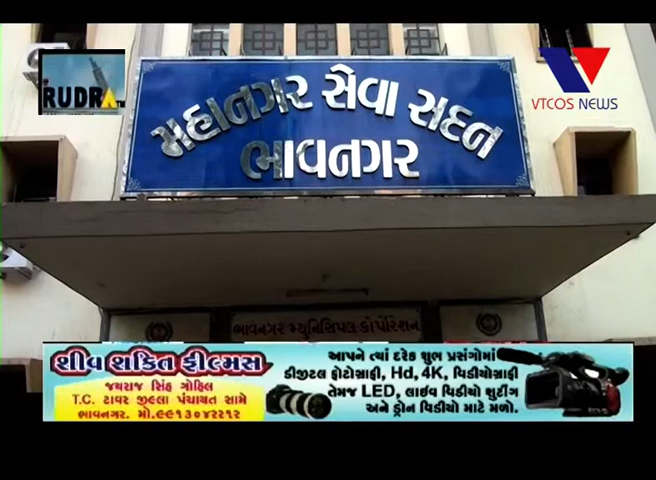 RUDRA
VTCOS NEWS
મહાનગર સેવા સદન
ભાવનગર
ભાવનગર મ્યુનિસિપલ કોર્પોરેશન
શીવ શક્તિ ફીલ્મસ
જયરાજ સિંહ ગોહિલ
T.C. ટાવર જીલ્લા પંચાયત સામે
ભાવનગર. મો.૯૯૧૩૦૪૨૨૧૨
આપને ત્યાં દરેક શુભ પ્રસંગોમાં
ડીજીટલ ફોટોગ્રાફી, Hd, 4K, વિડીયોગ્રાફી
તેમજ LED, લાઈવ વિડીયો શુટીંગ
અને ડ્રોન વિડીયો માટે મળો.